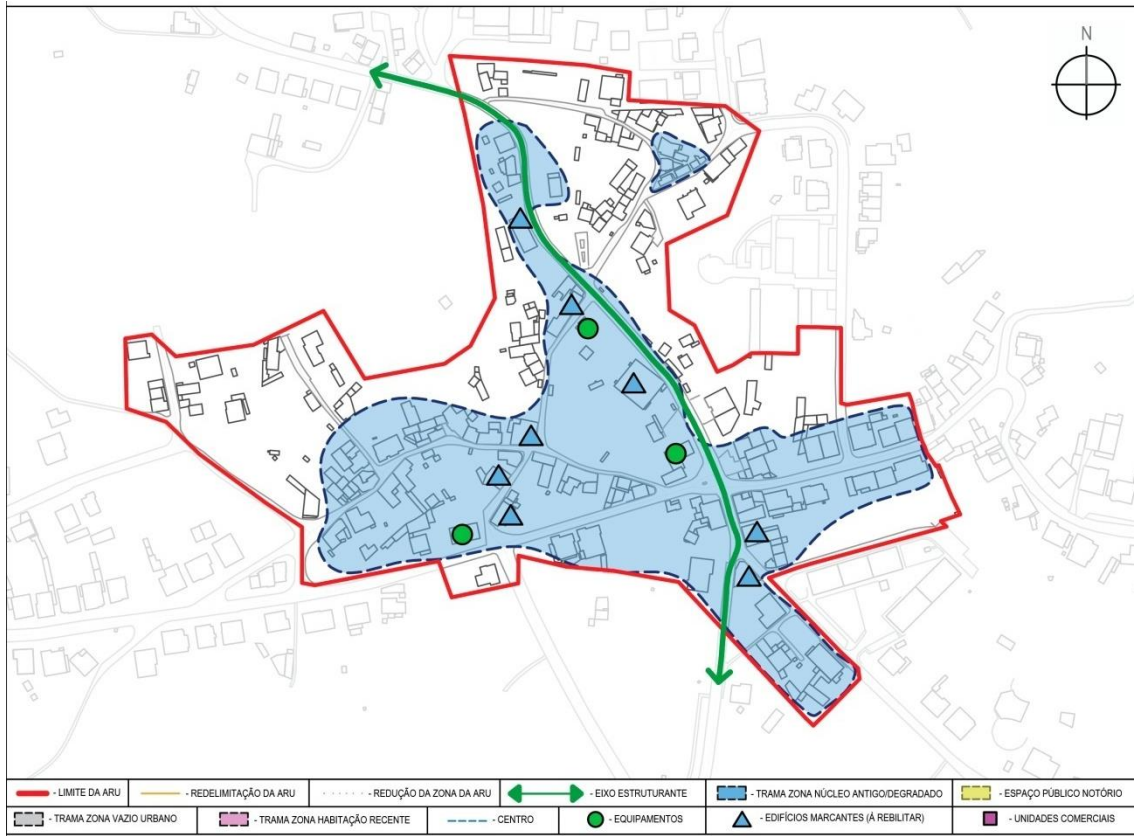 N
- LIMITE DA ARU
- REDELIMITAÇÃO DA ARU
- REDUÇÃO DA ZONA DA ARU
- EIXO ESTRUTURANTE
- TRAMA ZONA NÚCLEO ANTIGO/DEGRADADO
- ESPAÇO PÚBLICO NOTÓRIO
- TRAMA ZONA VAZIO URBANO
- TRAMA ZONA HABITAÇÃO RECENTE
- CENTRO
- EQUIPAMENTOS
- EDIFÍCIOS MARCANTES (Á REBILITAR)
- UNIDADES COMERCIAIS